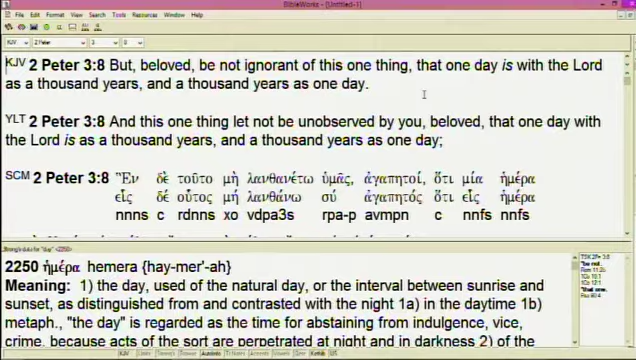 BibleWorks - [Untitled-1]
File Edit Format View Search Tools Resources Window Help
KJV 2 Peter 3 8
KJV 2 Peter 3:8 But, beloved, be not ignorant of this one thing, that one day is with the Lord
as a thousand years, and a thousand years as one day.
YLT 2 Peter 3:8 And this one thing let not be unobserved by you, beloved, that one day with
the Lord is as a thousand years, and a thousand years as one day;
SCM 2 Peter 3:8 Ἓν δὲ τοῦτο μὴ λανθανέτω ὑμᾶς, ἀγαπητοί, ὅτι μία ἡμέρα
εἷς δέ οὗτος μή λανθάνω σύ ἀγαπητός ὅτι εἷς ἡμέρα
nnns c rdnns xo vdpa3s rpa-p avmpn c nnfs nnfs
2250 ἡμέρα hemera {hay-mer'-ah}
Meaning: 1) the day, used of the natural day, or the interval between sunrise and
sunset, as distinguished from and contrasted with the night 1a) in the daytime 1b)
metaph., "the day" is regarded as the time for abstaining from indulgence, vice,
crime, because acts of the sort are perpetrated at night and in darkness 2) of the